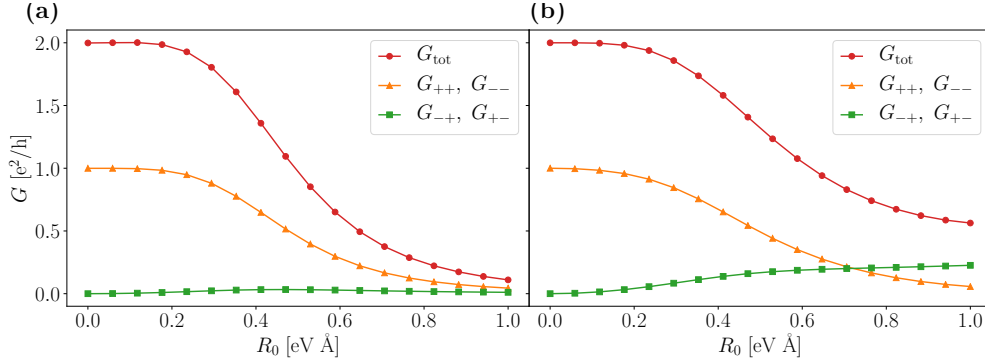 (a)
(b)
2.0
1.5
1.0
0.5
0.0
G [e²/h]
G_tot
G_++, G_−−
G_−+, G_+−
G_tot
G_++, G_−−
G_−+, G_+−
0.0 0.2 0.4 0.6 0.8 1.0
0.0 0.2 0.4 0.6 0.8 1.0
R_0 [eV Å]
R_0 [eV Å]